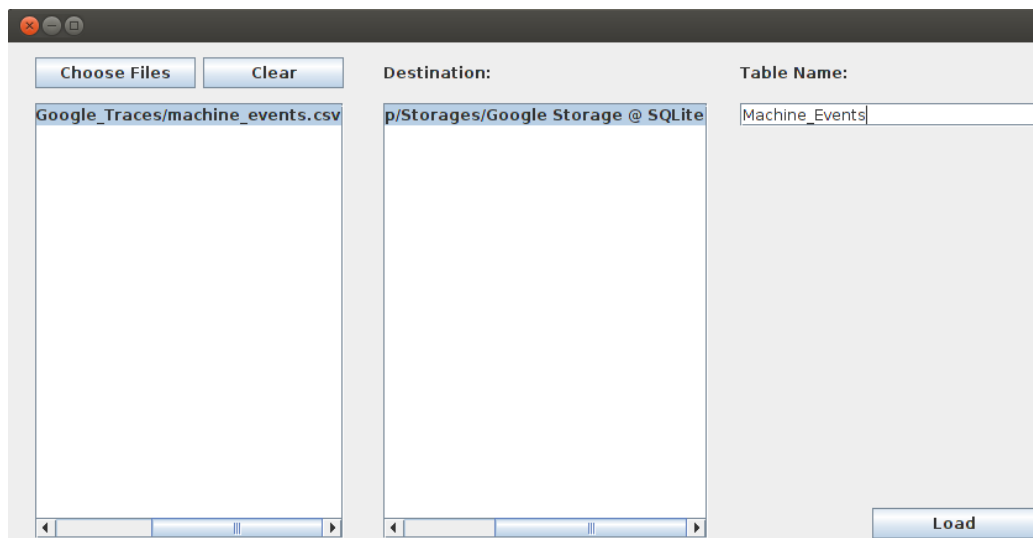 Choose Files
Clear
Destination:
Table Name:
Google_Traces/machine_events.csv
p/Storages/Google Storage @ SQLite
Machine_Events
Load